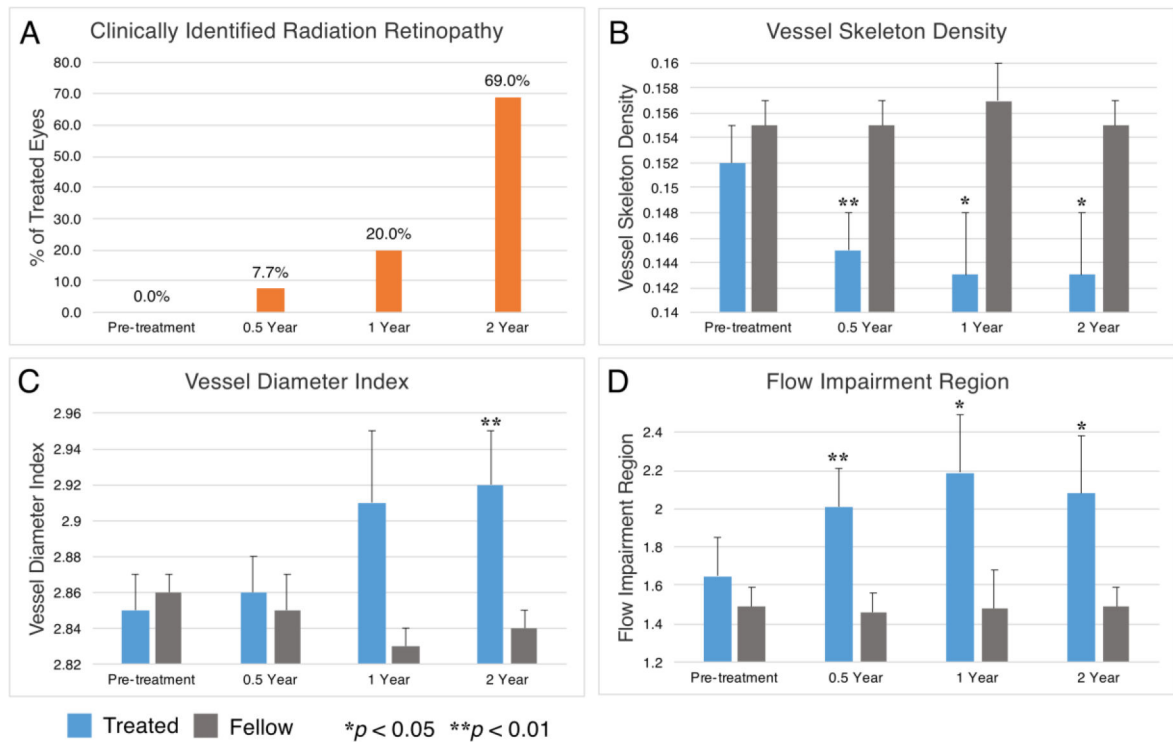 A
Clinically Identified Radiation Retinopathy
% of Treated Eyes
80.0
70.0
60.0
50.0
40.0
30.0
20.0
10.0
0.0
0.0%
7.7%
20.0%
69.0%
Pre-treatment 0.5 Year 1 Year 2 Year
B
Vessel Skeleton Density
Vessel Skeleton Density
0.16
0.158
0.156
0.154
0.152
0.15
0.148
0.146
0.144
0.142
0.14
** * *
Pre-treatment 0.5 Year 1 Year 2 Year
C
Vessel Diameter Index
Vessel Diameter Index
2.96
2.94
2.92
2.9
2.88
2.86
2.84
2.82
**
Pre-treatment 0.5 Year 1 Year 2 Year
D
Flow Impairment Region
Flow Impairment Region
2.4
2.2
2
1.8
1.6
1.4
1.2
** * *
Pre-treatment 0.5 Year 1 Year 2 Year
Treated Fellow *p < 0.05 **p < 0.01